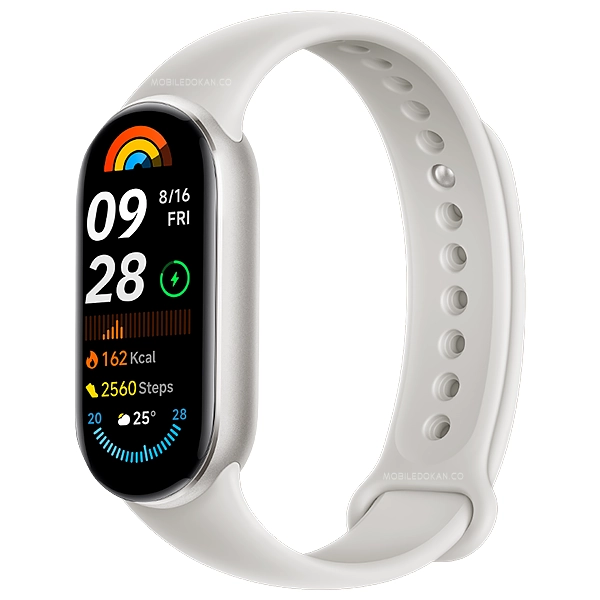 MOBILEDOKAN.CO
09
8/16
FRI
28
162 Kcal
2560 Steps
20 25° 28
MOBILEDOKAN.CO